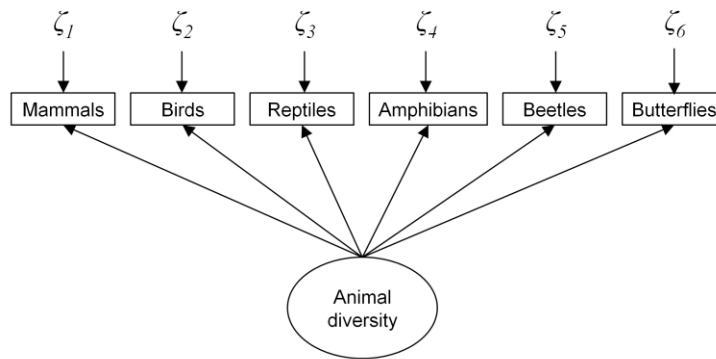 ζ1 ζ2 ζ3 ζ4 ζ5 ζ6
Mammals Birds Reptiles Amphibians Beetles Butterflies
Animal
diversity